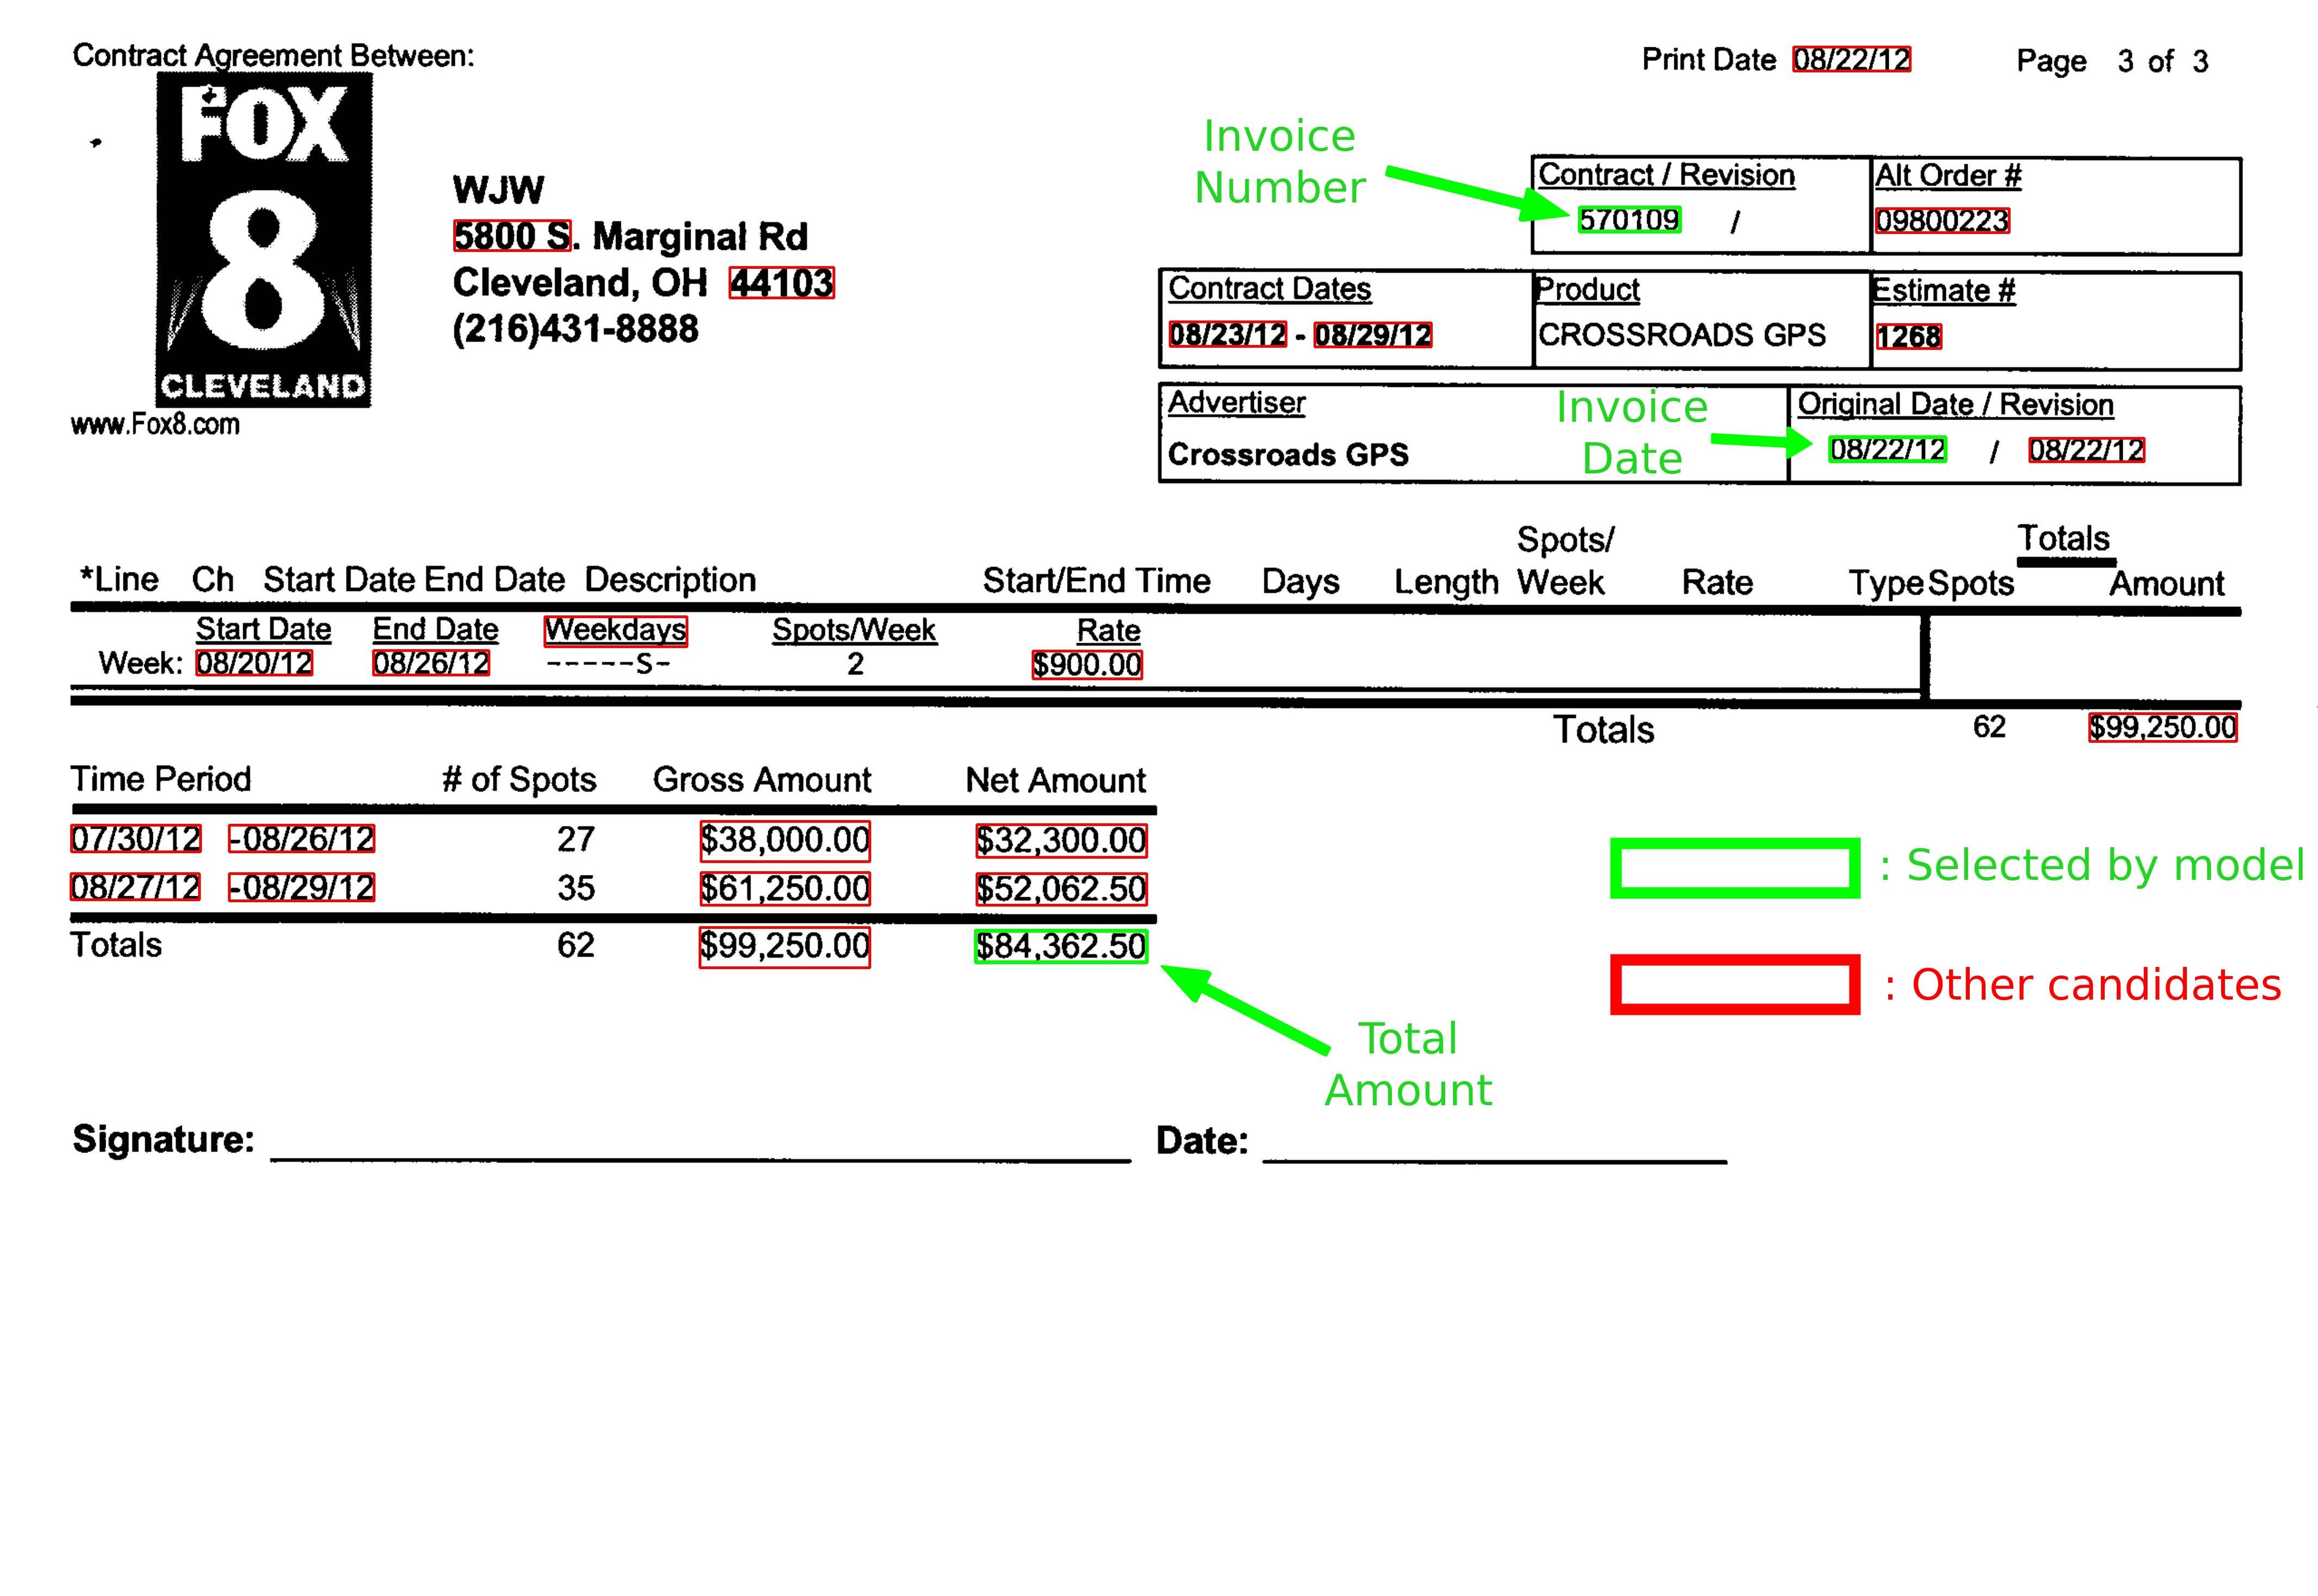 Contract Agreement Between:
Print Date 08/22/12 Page 3 of 3
FOX
8
CLEVELAND
www.Fox8.com
WJW
5800 S. Marginal Rd
Cleveland, OH 44103
(216)431-8888
Invoice
Number
Contract / Revision Alt Order #
570109 / 09800223
Contract Dates Product Estimate #
08/23/12 - 08/29/12 CROSSROADS GPS 1268
Advertiser Original Date / Revision
Crossroads GPS 08/22/12 / 08/22/12
Invoice
Date
Spots/ Totals
*Line Ch Start Date End Date Description Start/End Time Days Length Week Rate Type Spots Amount
Start Date End Date Weekdays Spots/Week Rate
Week: 08/20/12 08/26/12 -----S- 2 $900.00
Totals 62 $99,250.00
Time Period # of Spots Gross Amount Net Amount
07/30/12 -08/26/12 27 $38,000.00 $32,300.00
08/27/12 -08/29/12 35 $61,250.00 $52,062.50
Totals 62 $99,250.00 $84,362.50
: Selected by model
: Other candidates
Total
Amount
Signature: Date: